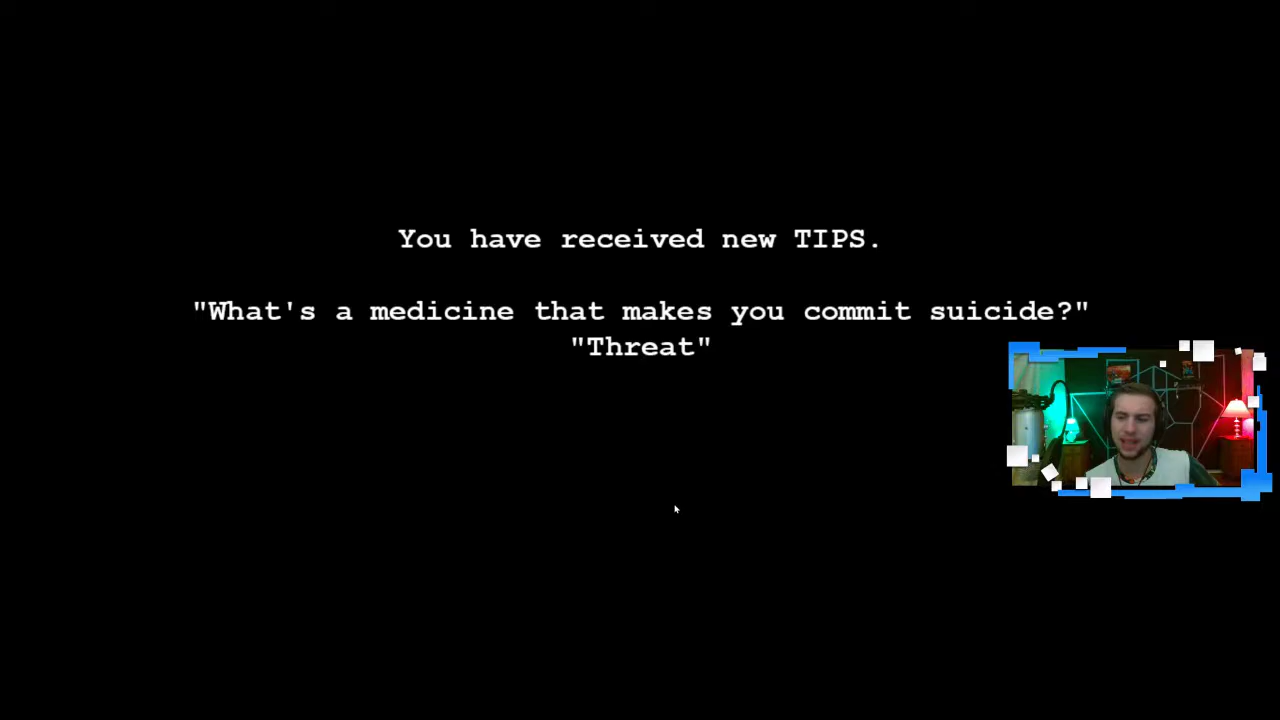 You have received new TIPS.
"What's a medicine that makes you commit suicide?"
"Threat"